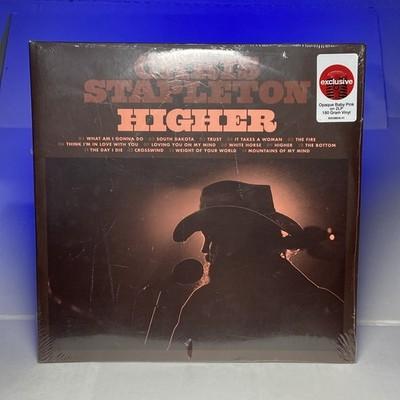 CHRIS
STAPLETON
HIGHER
01 WHAT AM I GONNA DO 02 SOUTH DAKOTA 03 TRUST 04 IT TAKES A WOMAN 05 THE FIRE
06 THINK I'M IN LOVE WITH YOU 07 LOVING YOU ON MY MIND 08 WHITE HORSE 09 HIGHER 10 THE BOTTOM
11 THE DAY I DIE 12 CROSSWIND 13 WEIGHT OF YOUR WORLD 14 MOUNTAINS OF MY MIND
exclusive
Opaque Baby Pink
on 2LP
180 Gram Vinyl